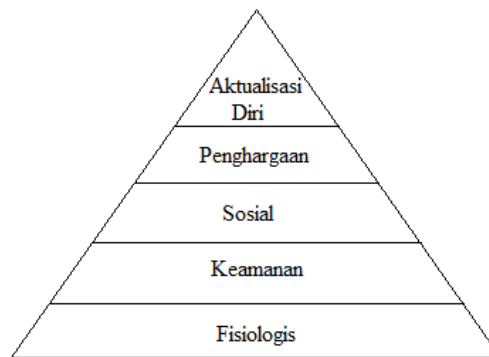 Aktualisasi
Diri
Penghargaan
Sosial
Keamanan
Fisiologis